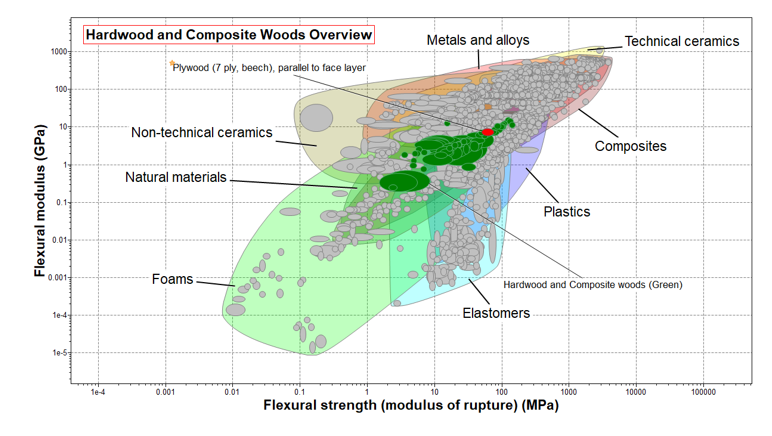 Hardwood and Composite Woods Overview
Metals and alloys
Technical ceramics
Plywood (7 ply, beech), parallel to face layer
Non-technical ceramics
Composites
Natural materials
Plastics
Foams
Hardwood and Composite woods (Green)
Elastomers
Flexural modulus (GPa)
1000
100
10
1
0.1
0.01
0.001
1e-4
1e-5
1e-4
0.001
0.01
0.1
1
10
100
1000
10000
100000
Flexural strength (modulus of rupture) (MPa)